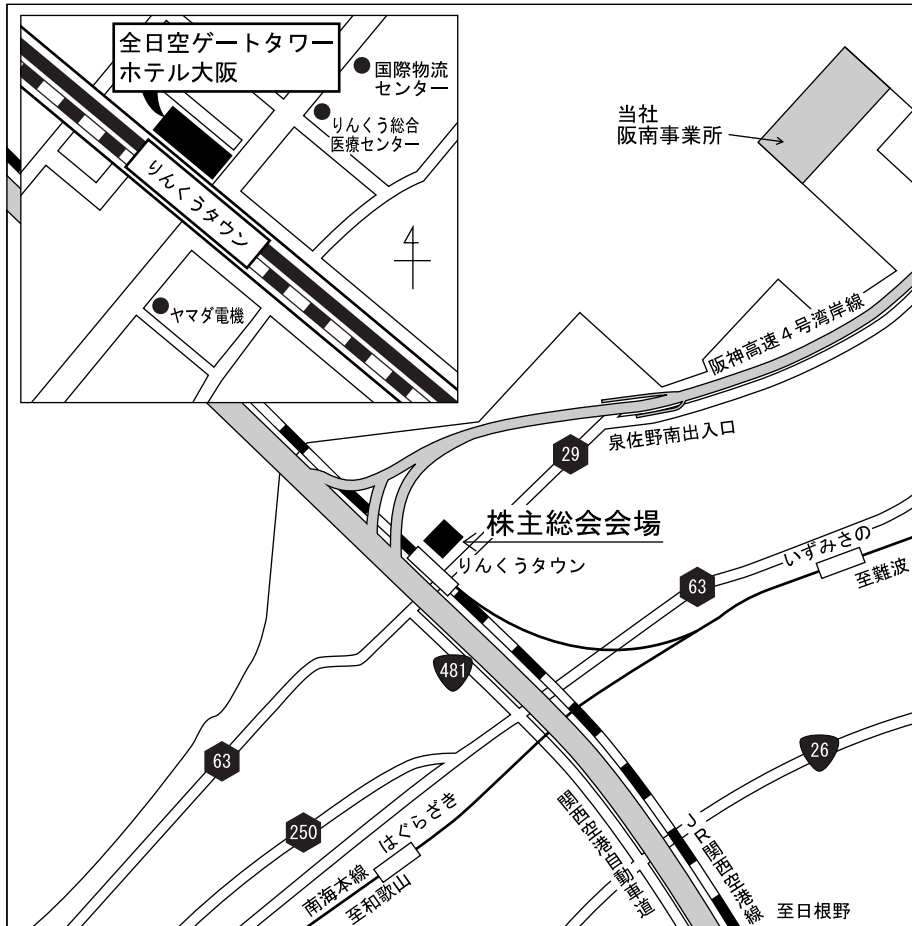 全日空ゲートタワー
ホテル大阪
国際物流
センター
りんくう総合
医療センター
りんくうタウン
ヤマダ電機
当社
阪南事業所
阪神高速4号湾岸線
泉佐野南出入口
29
株主総会会場
りんくうタウン
いずみさの
至難波
63
481
26
63
250
はぐらざき
南海本線
至和歌山
関西空港自動車道
JR関西空港線
至日根野